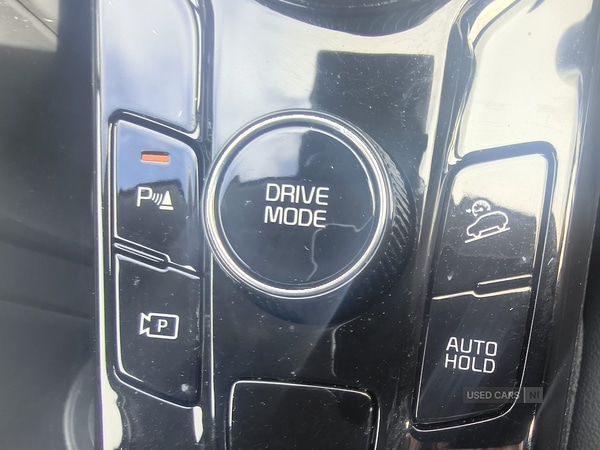 P
DRIVE
MODE
P
AUTO
HOLD
USED CARS NI